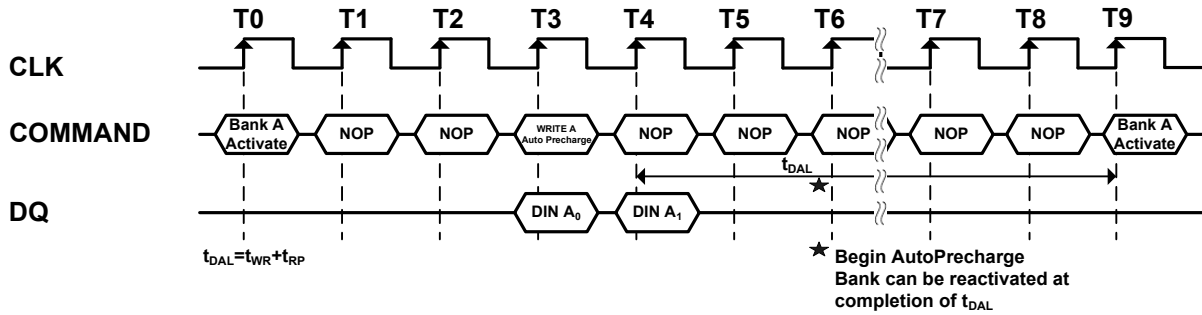 T0 T1 T2 T3 T4 T5 T6 T7 T8 T9
CLK
COMMAND
Bank A Activate NOP NOP WRITE A Auto Precharge NOP NOP NOP NOP NOP Bank A Activate
tDAL
DQ
DIN A0 DIN A1
tDAL=tWR+tRP
★ Begin AutoPrecharge
Bank can be reactivated at
completion of tDAL